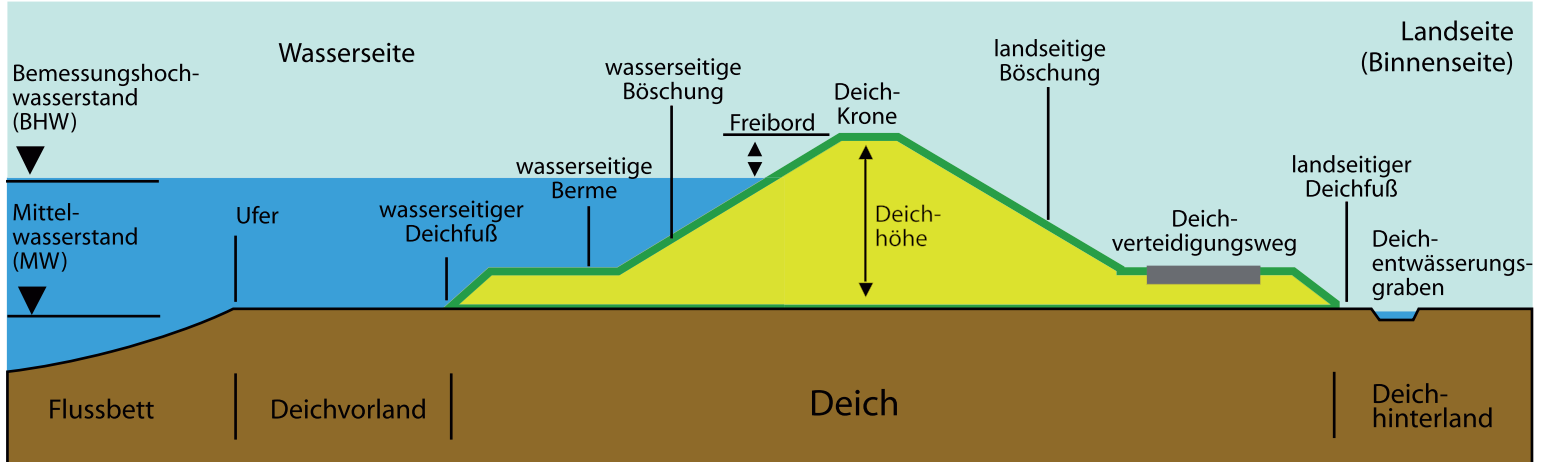 Wasserseite
Landseite
(Binnenseite)
Bemessungshoch-
wasserstand
(BHW)
wasserseitige
Böschung
Freibord
Deich-
Krone
landseitige
Böschung
wasserseitige
Berme
landseitiger
Deichfuß
Mittel-
wasserstand
(MW)
Ufer
wasserseitiger
Deichfuß
Deich-
höhe
Deich-
verteidigungsweg
Deich-
entwässerungs-
graben
Flussbett
Deichvorland
Deich
Deich-
hinterland